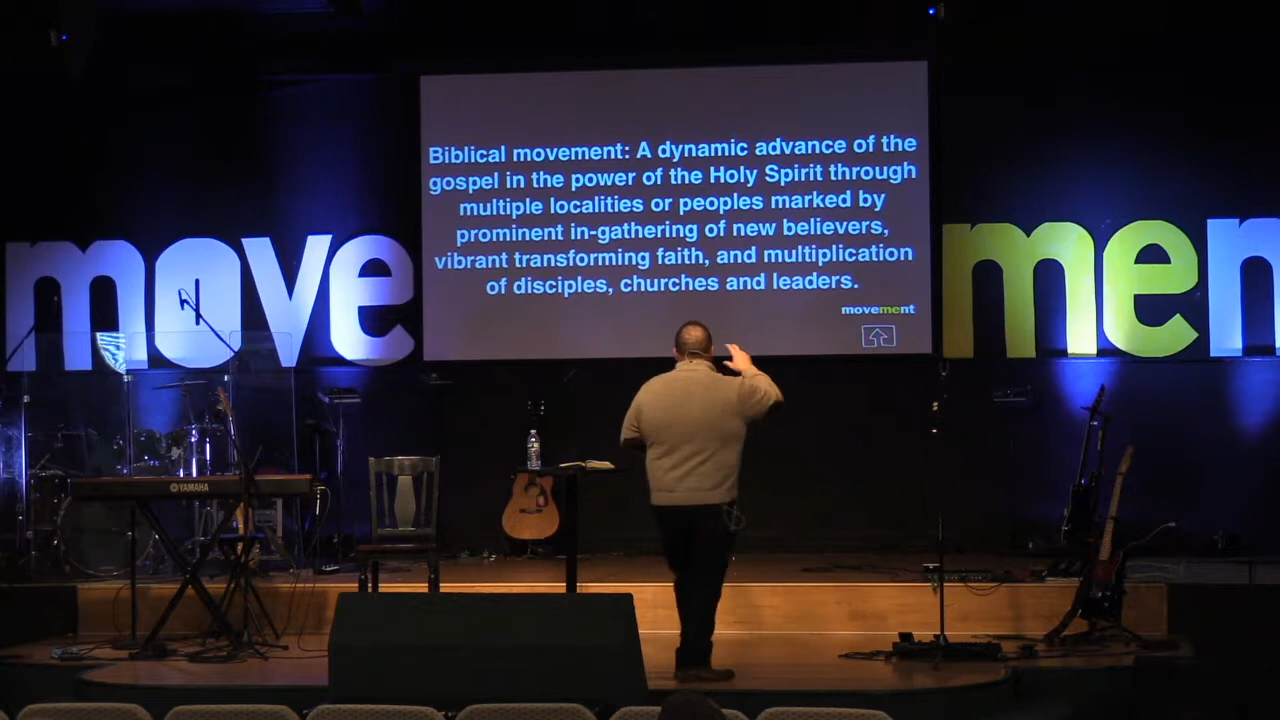 Biblical movement: A dynamic advance of the
gospel in the power of the Holy Spirit through
multiple localities or peoples marked by
prominent in-gathering of new believers,
vibrant transforming faith, and multiplication
of disciples, churches and leaders.
movement
move
men
YAMAHA